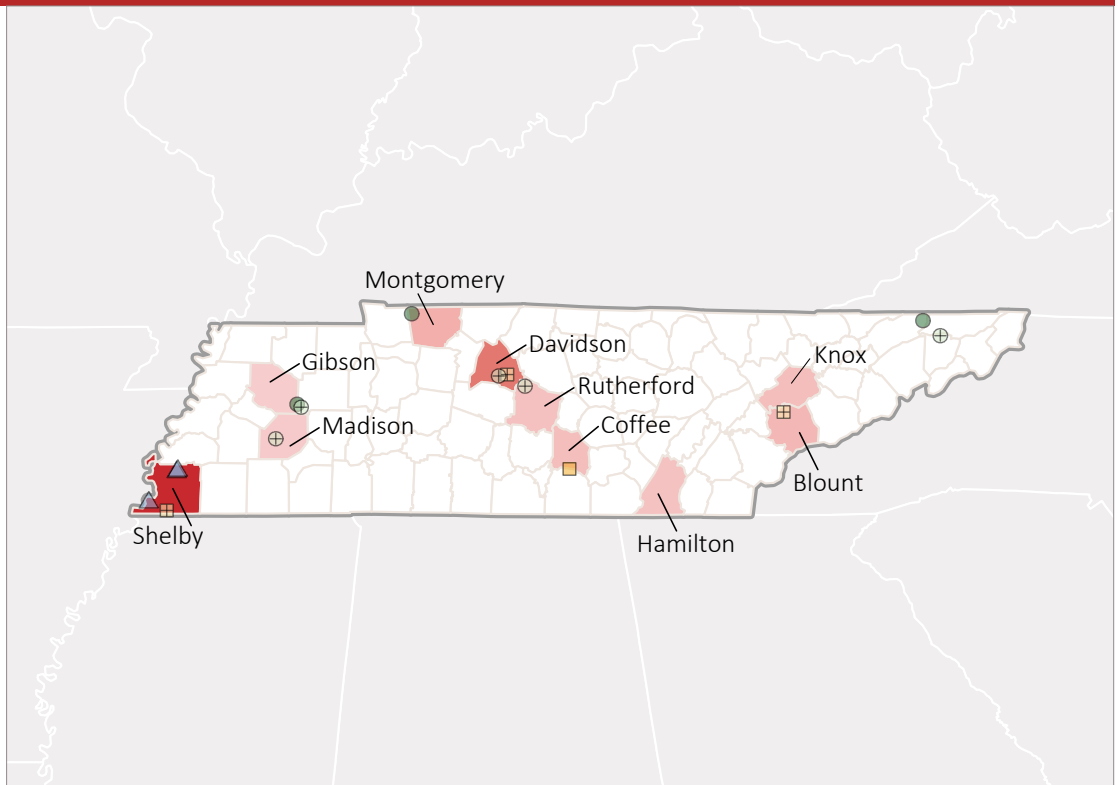 Montgomery
Davidson
Gibson
Knox
Rutherford
Madison
Coffee
Blount
Shelby
Hamilton